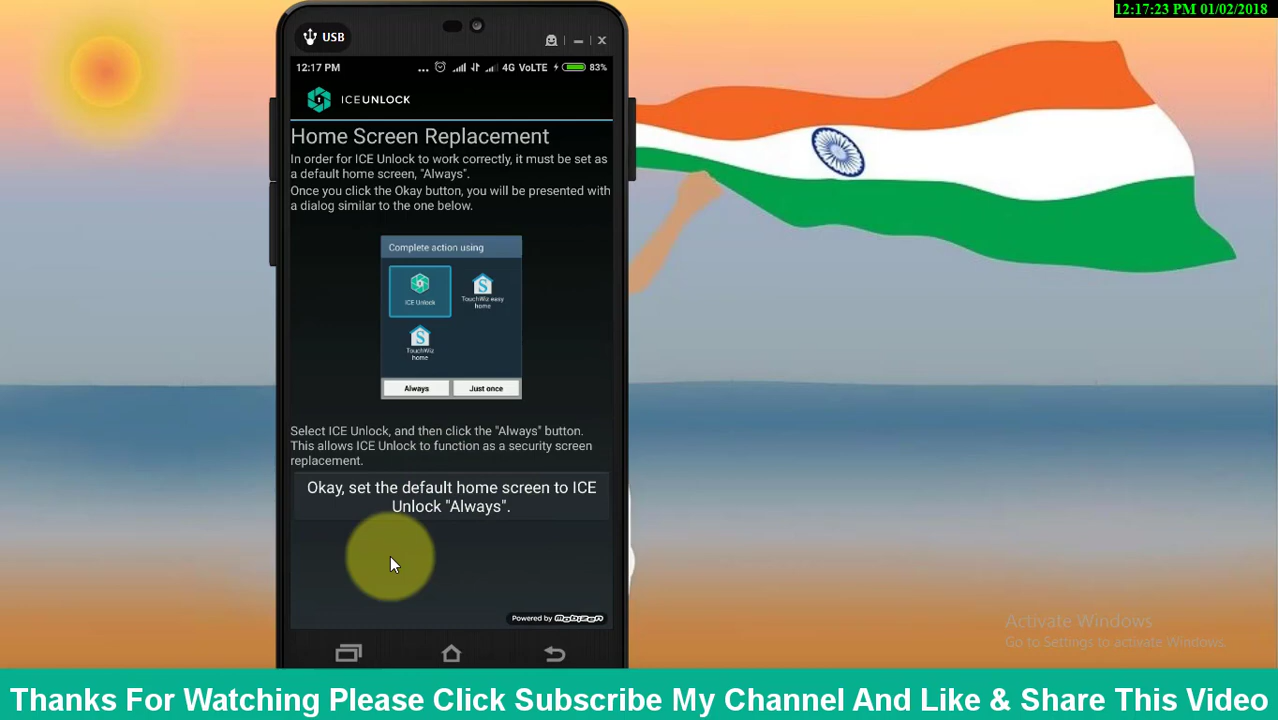 12:17:23 PM 01/02/2018
USB
12:17 PM ... 4G VoLTE 83%
ICEUNLOCK
Home Screen Replacement
In order for ICE Unlock to work correctly, it must be set as
a default home screen, "Always".
Once you click the Okay button, you will be presented with
a dialog similar to the one below.
Complete action using
ICE Unlock
TouchWiz easy
home
TouchWiz
home
Always Just once
Select ICE Unlock, and then click the "Always" button.
This allows ICE Unlock to function as a security screen
replacement.
Okay, set the default home screen to ICE
Unlock "Always".
Powered by Mobizen
Activate Windows
Go to Settings to activate Windows.
Thanks For Watching Please Click Subscribe My Channel And Like & Share This Video